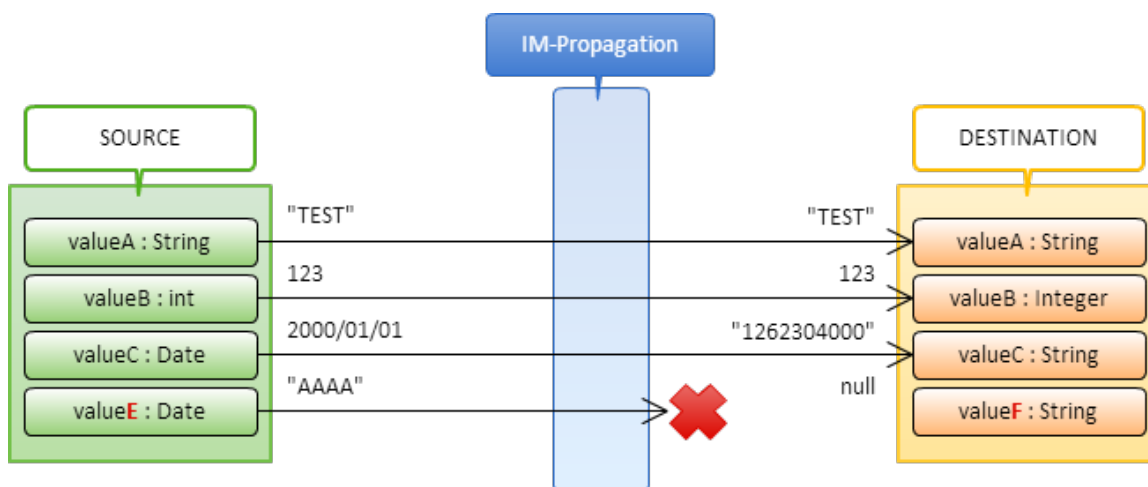 IM-Propagation
SOURCE
DESTINATION
"TEST"
"TEST"
valueA : String
valueA : String
123
123
valueB : int
valueB : Integer
2000/01/01
"1262304000"
valueC : Date
valueC : String
"AAAA"
null
valueE : Date
valueF : String